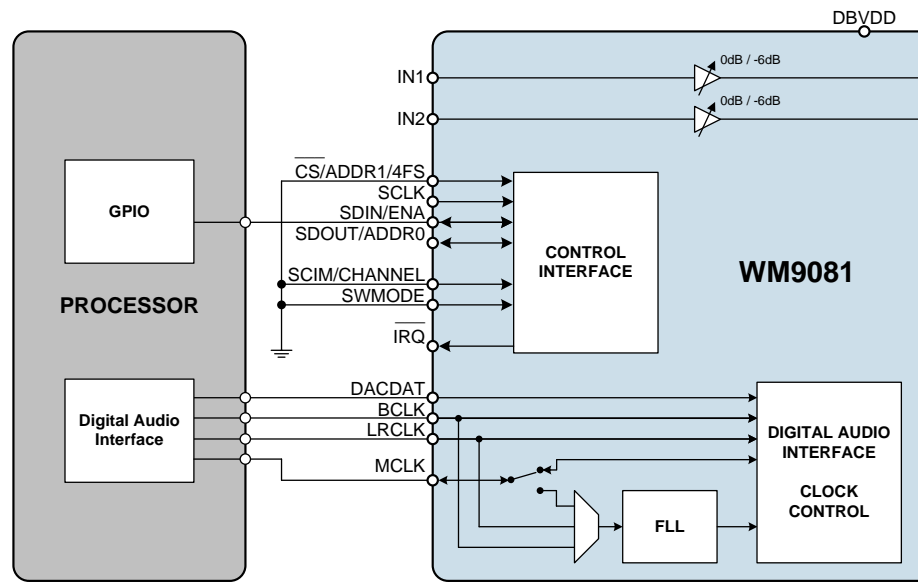 DBVDD
IN1
0dB / -6dB
IN2
0dB / -6dB
CS/ADDR1/4FS
SCLK
SDIN/ENA
SDOUT/ADDR0
SCIM/CHANNEL
SWMODE
IRQ
GPIO
PROCESSOR
CONTROL
INTERFACE
WM9081
Digital Audio
Interface
DACDAT
BCLK
LRCLK
MCLK
FLL
DIGITAL AUDIO
INTERFACE
CLOCK
CONTROL